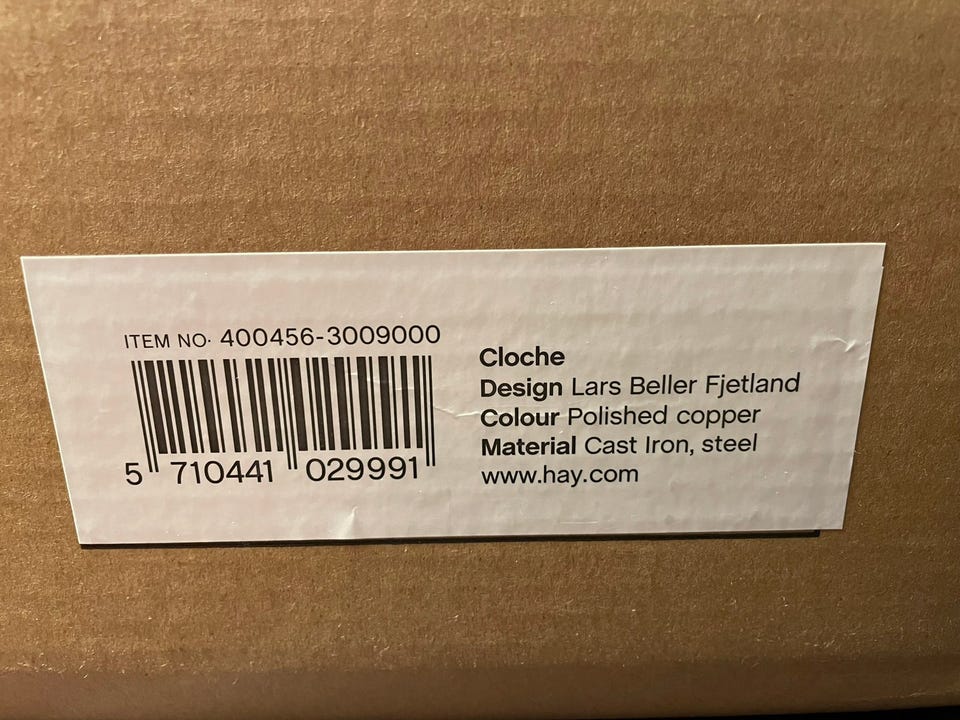 ITEM NO· 400456-3009000
5 710441 029991
Cloche
Design Lars Beller Fjetland
Colour Polished copper
Material Cast Iron, steel
www.hay.com